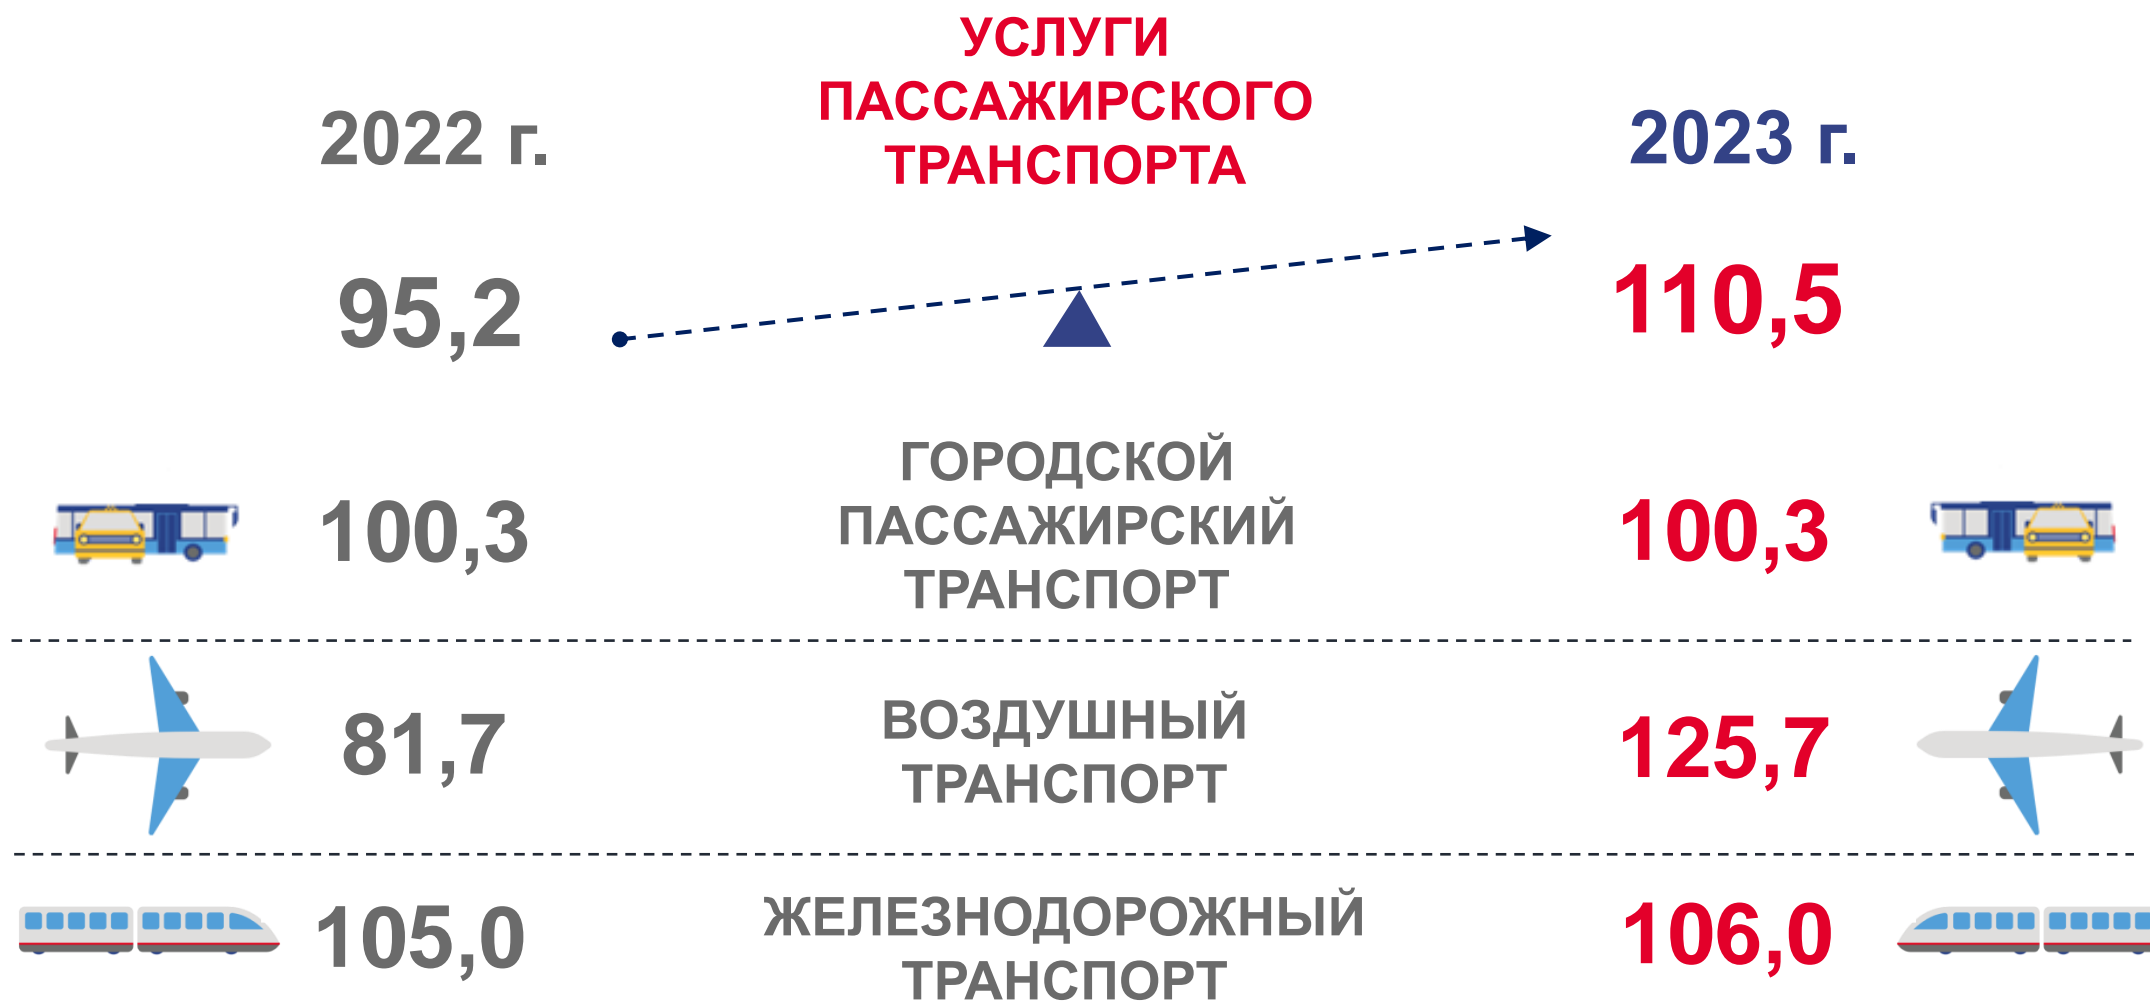 УСЛУГИ
ПАССАЖИРСКОГО
ТРАНСПОРТА
2022 г.
2023 г.
95,2
110,5
ГОРОДСКОЙ
ПАССАЖИРСКИЙ
ТРАНСПОРТ
100,3
100,3
ВОЗДУШНЫЙ
ТРАНСПОРТ
81,7
125,7
ЖЕЛЕЗНОДОРОЖНЫЙ
ТРАНСПОРТ
105,0
106,0